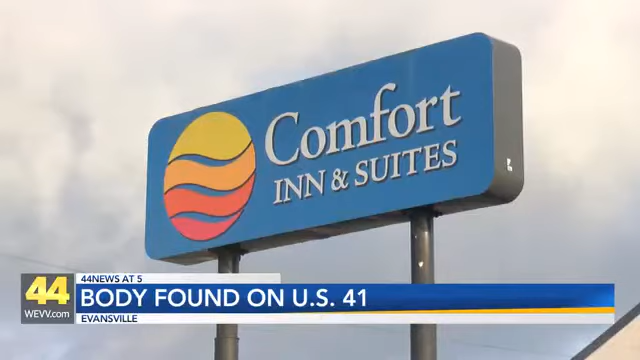 Comfort
INN & SUITES
44NEWS AT 5
44
BODY FOUND ON U.S. 41
WEVV.com
EVANSVILLE